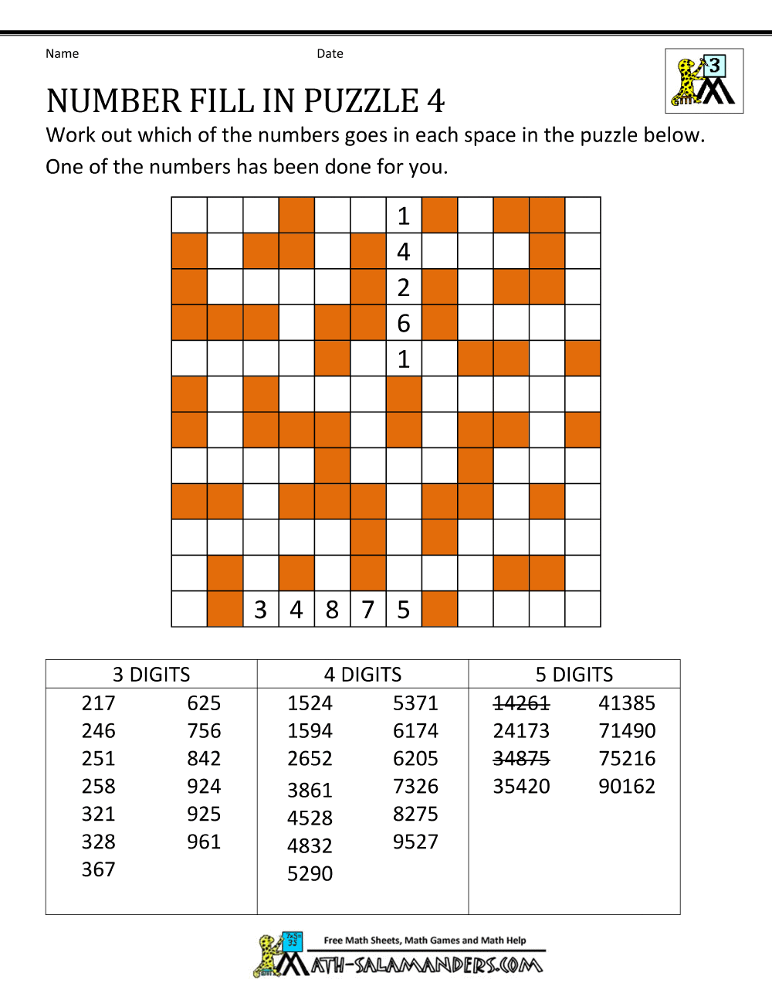 Name Date
3
NUMBER FILL IN PUZZLE 4
Work out which of the numbers goes in each space in the puzzle below.
One of the numbers has been done for you.
1
4
2
6
1
3 4 8 7 5
3 DIGITS 4 DIGITS 5 DIGITS
217 625 1524 5371 14261 41385
246 756 1594 6174 24173 71490
251 842 2652 6205 34875 75216
258 924 3861 7326 35420 90162
321 925 4528 8275
328 961 4832 9527
367 5290
7x5=
35
Free Math Sheets, Math Games and Math Help
MATH-SALAMANDERS.COM